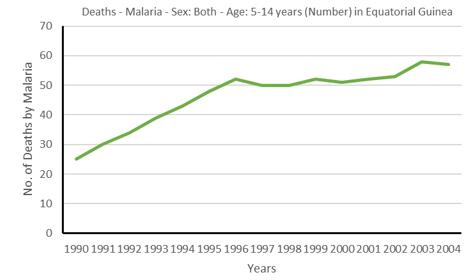 Deaths - Malaria - Sex: Both - Age: 5-14 years (Number) in Equatorial Guinea
70
60
50
40
30
20
10
0
No. of Deaths by Malaria
1990 1991 1992 1993 1994 1995 1996 1997 1998 1999 2000 2001 2002 2003 2004
Years